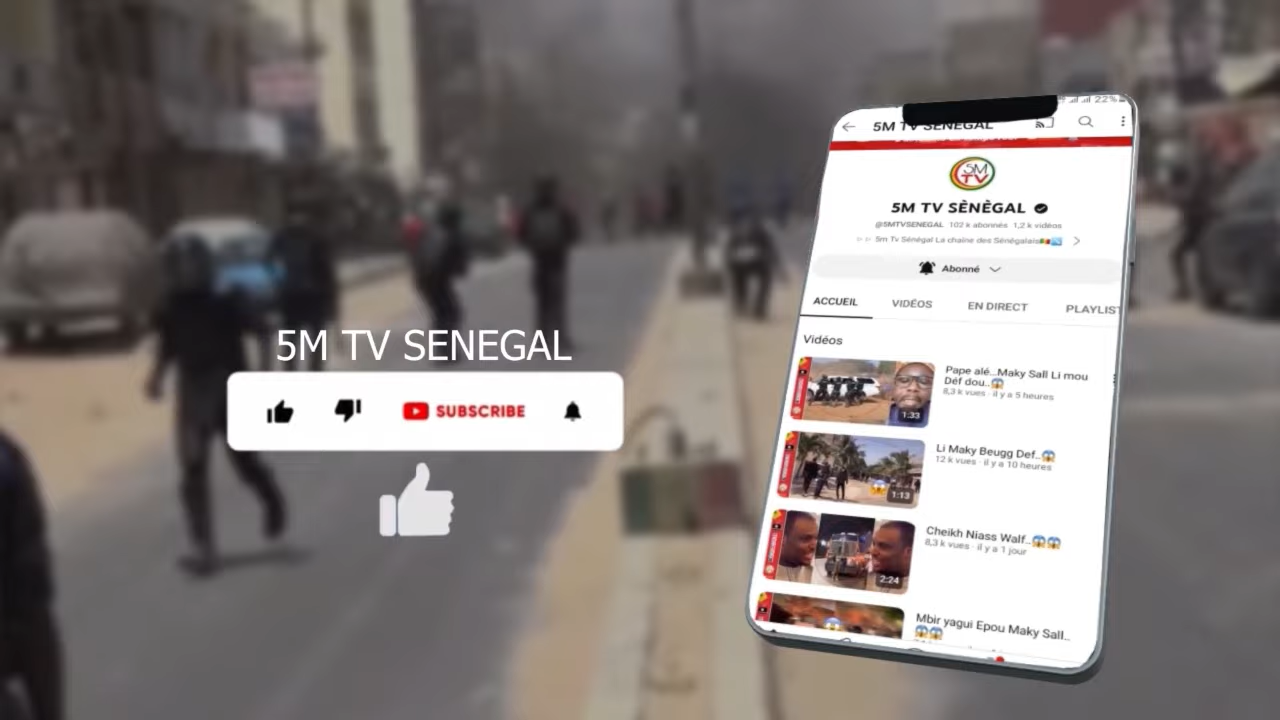 5M TV SENEGAL
SUBSCRIBE
22%
5M TV SENEGAL
5M
TV
5M TV SÈNÈGAL
@5MTVSENEGAL 102 k abonnés 1,2 k vidéos
5m Tv Sénégal La chaine des Sénégalais
Abonné
ACCUEIL VIDÉOS EN DIRECT PLAYLIST
Vidéos
Pape alé..Maky Sall Li mou
Déf dou..😱
8,3 k vues · il y a 5 heures
1:33
Li Maky Beugg Def..😱
12 k vues · il y a 10 heures
1:13
Cheikh Niass Walf..😱😱
8,3 k vues · il y a 1 jour
2:24
Mbir yagui Epou Maky Sall..
😱😱